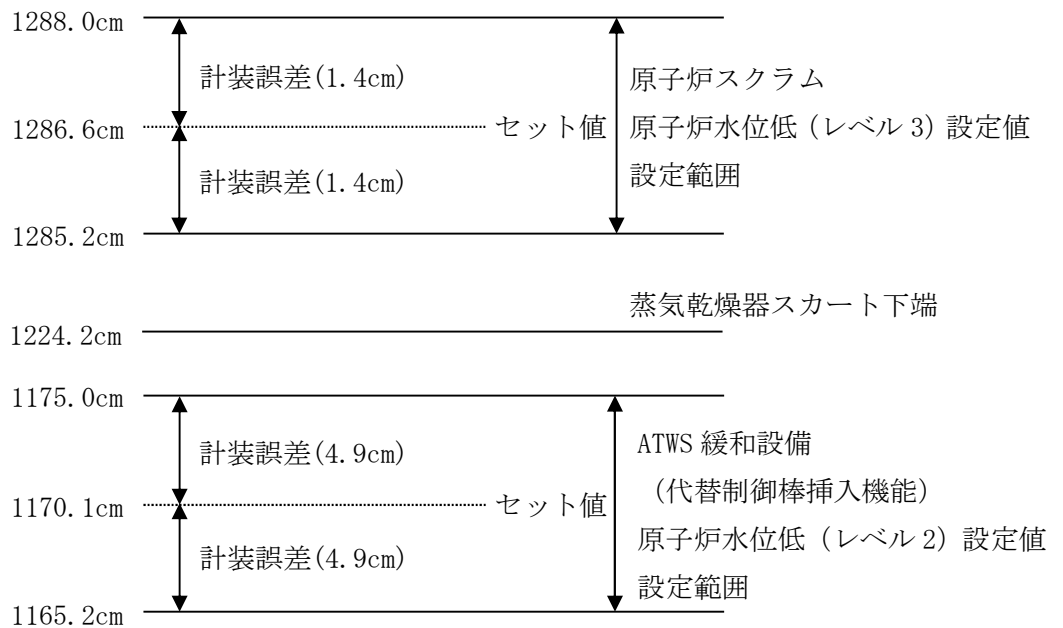 1288.0cm
計装誤差(1.4cm)
原子炉スクラム
1286.6cm
セット値
原子炉水位低（レベル3）設定値
計装誤差(1.4cm)
設定範囲
1285.2cm
蒸気乾燥器スカート下端
1224.2cm
1175.0cm
計装誤差(4.9cm)
ATWS緩和設備
（代替制御棒挿入機能）
1170.1cm
セット値
原子炉水位低（レベル2）設定値
計装誤差(4.9cm)
設定範囲
1165.2cm